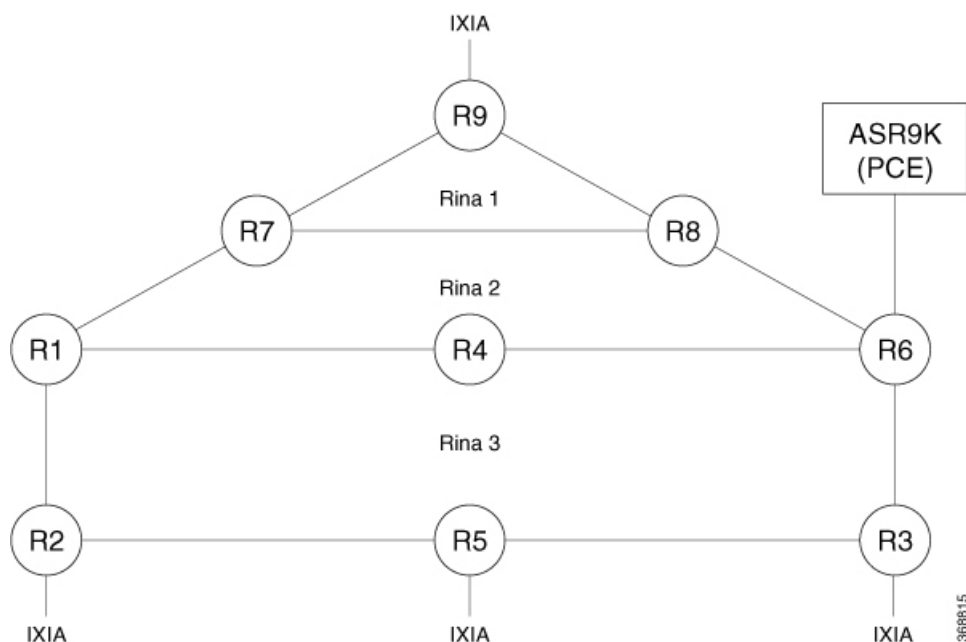 IXIA
R9
ASR9K
(PCE)
Rina 1
R7
R8
Rina 2
R1
R4
R6
Rina 3
R2
R5
R3
IXIA
IXIA
IXIA
368815